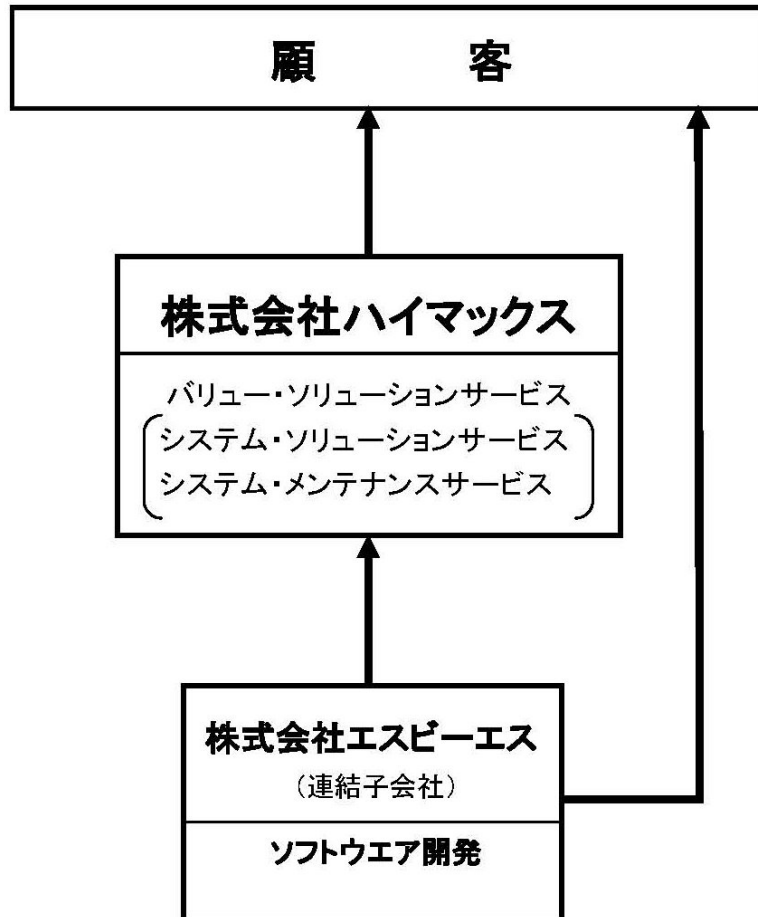 顧 客
株式会社ハイマックス
バリュー・ソリューションサービス
システム・ソリューションサービス
システム・メンテナンスサービス
株式会社エスビーエス
（連結子会社）
ソフトウエア開発